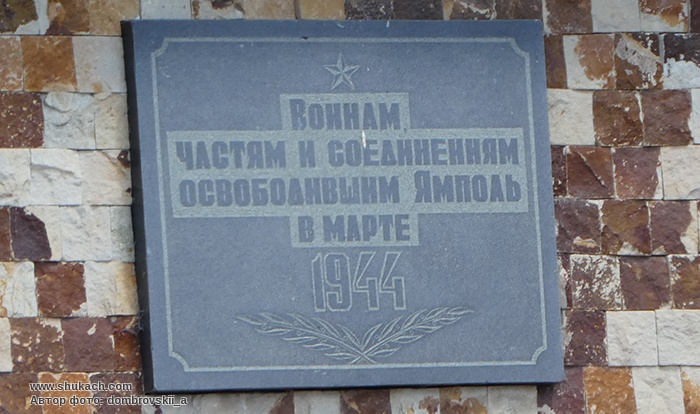 Воинам,
частям и соединениям
освободившим Ямполь
в марте
1944
www.shukach.com
Автор фото- dombrovskii_a